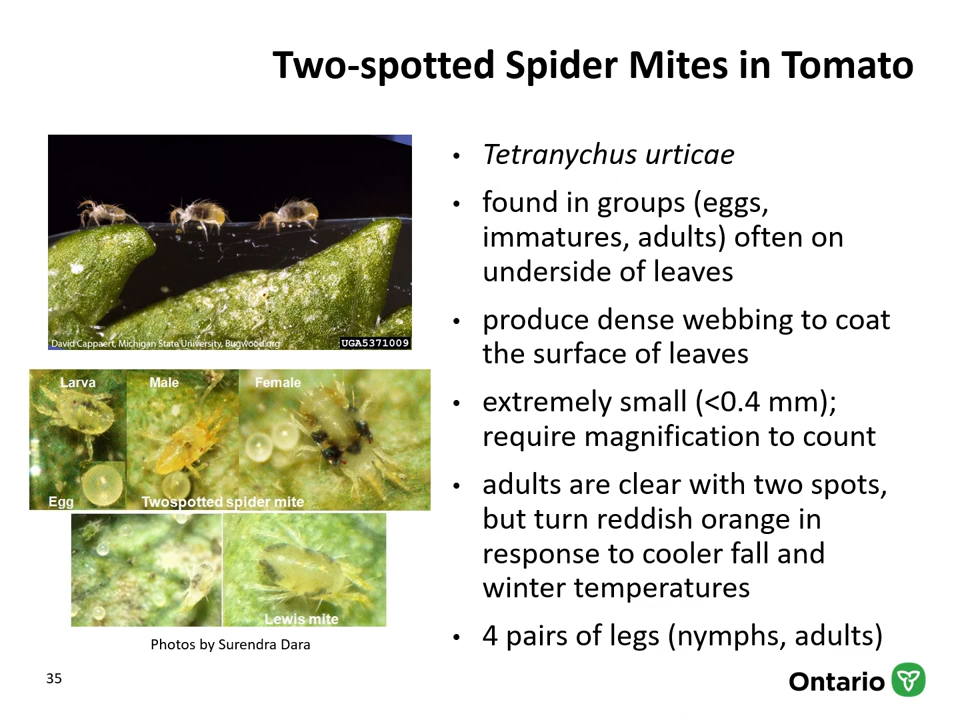 Two-spotted Spider Mites in Tomato
David Cappaert, Michigan State University, Bugwood.org
UGA5371009
Larva
Male
Female
Egg
Twospotted spider mite
Lewis mite
Photos by Surendra Dara
• Tetranychus urticae
• found in groups (eggs,
immatures, adults) often on
underside of leaves
• produce dense webbing to coat
the surface of leaves
• extremely small (<0.4 mm);
require magnification to count
• adults are clear with two spots,
but turn reddish orange in
response to cooler fall and
winter temperatures
• 4 pairs of legs (nymphs, adults)
35
Ontario